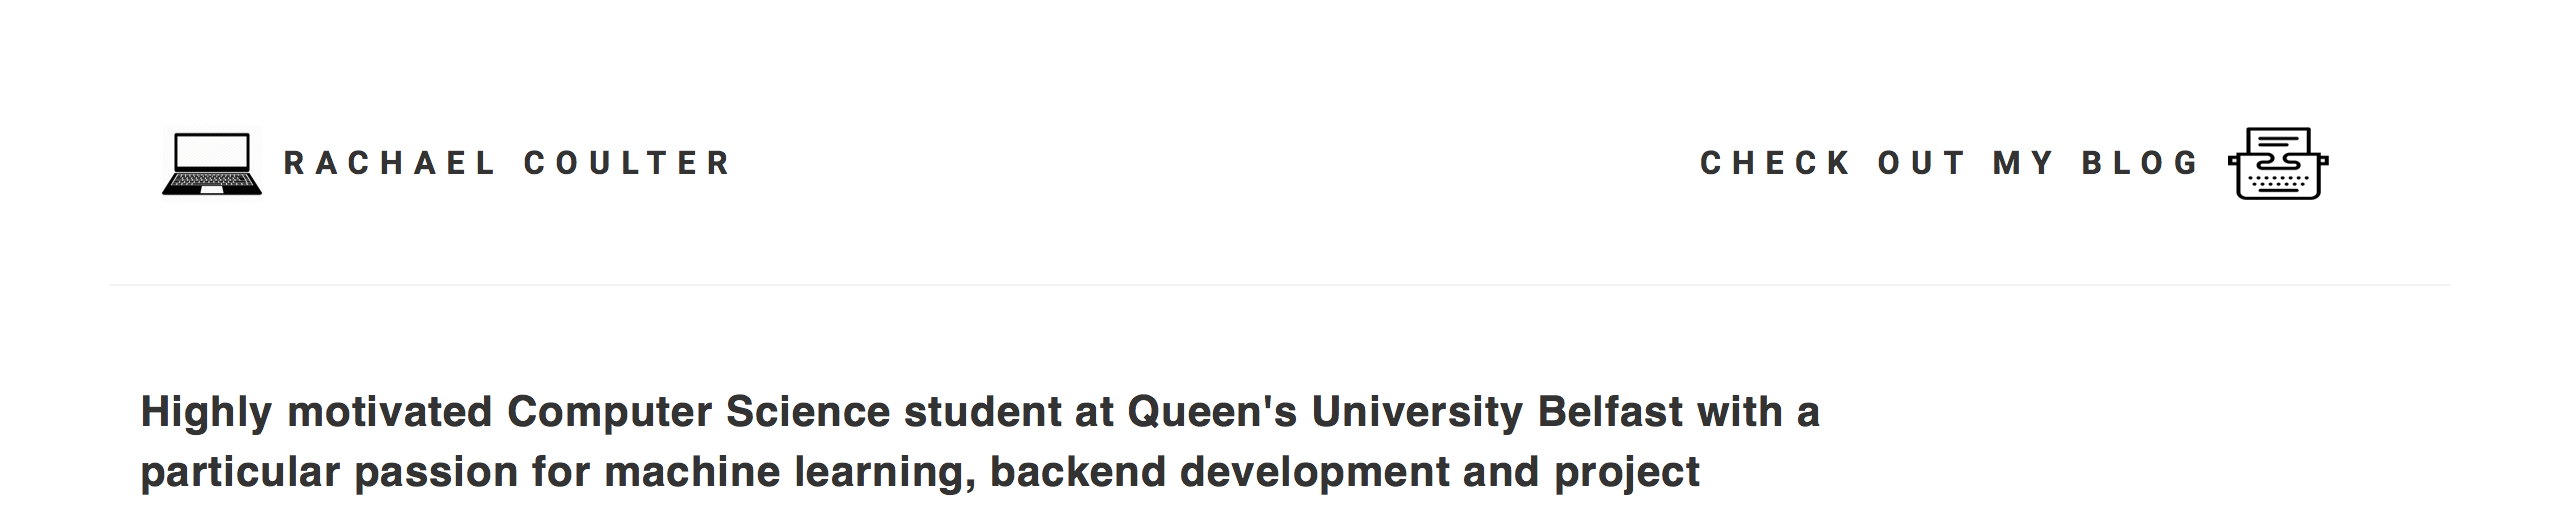 RACHAEL COULTER
CHECK OUT MY BLOG
Highly motivated Computer Science student at Queen's University Belfast with a
particular passion for machine learning, backend development and project